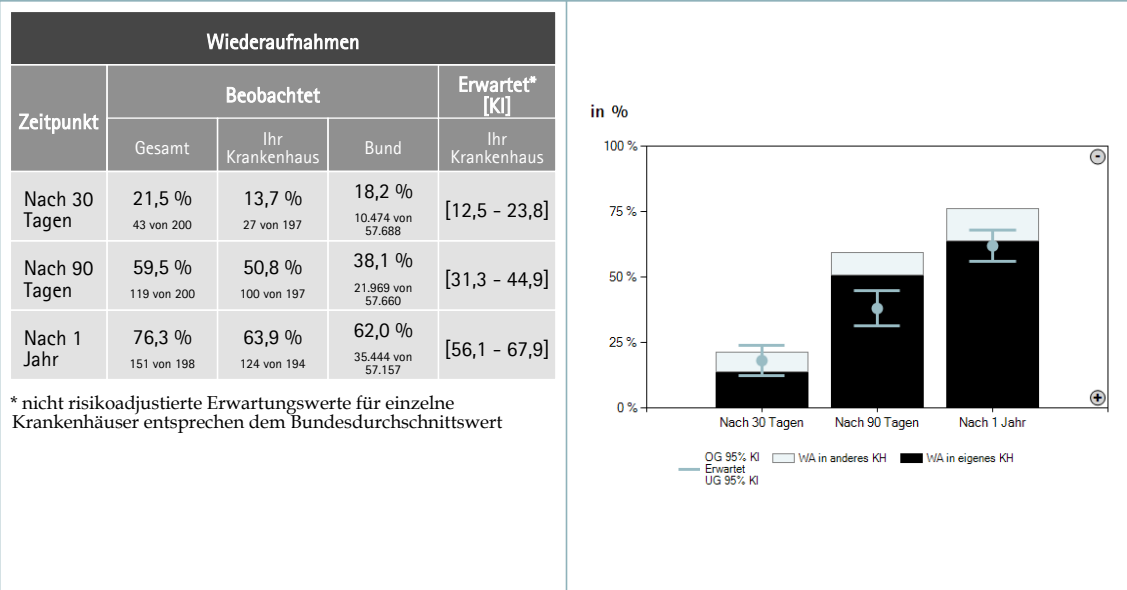 Wiederaufnahmen
Zeitpunkt
Beobachtet
Erwartet*
[KI]
Gesamt
Ihr
Krankenhaus
Bund
Ihr
Krankenhaus
Nach 30
Tagen
21,5 %
43 von 200
13,7 %
27 von 197
18,2 %
10.474 von
57.688
[12,5 - 23,8]
Nach 90
Tagen
59,5 %
119 von 200
50,8 %
100 von 197
38,1 %
21.969 von
57.660
[31,3 - 44,9]
Nach 1
Jahr
76,3 %
151 von 198
63,9 %
124 von 194
62,0 %
35.444 von
57.157
[56,1 - 67,9]
* nicht risikoadjustierte Erwartungswerte für einzelne
Krankenhäuser entsprechen dem Bundesdurchschnittswert
in %
100 %
75 %
50 %
25 %
0 %
Nach 30 Tagen
Nach 90 Tagen
Nach 1 Jahr
OG 95% KI
Erwartet
UG 95% KI
WA in anderes KH
WA in eigenes KH